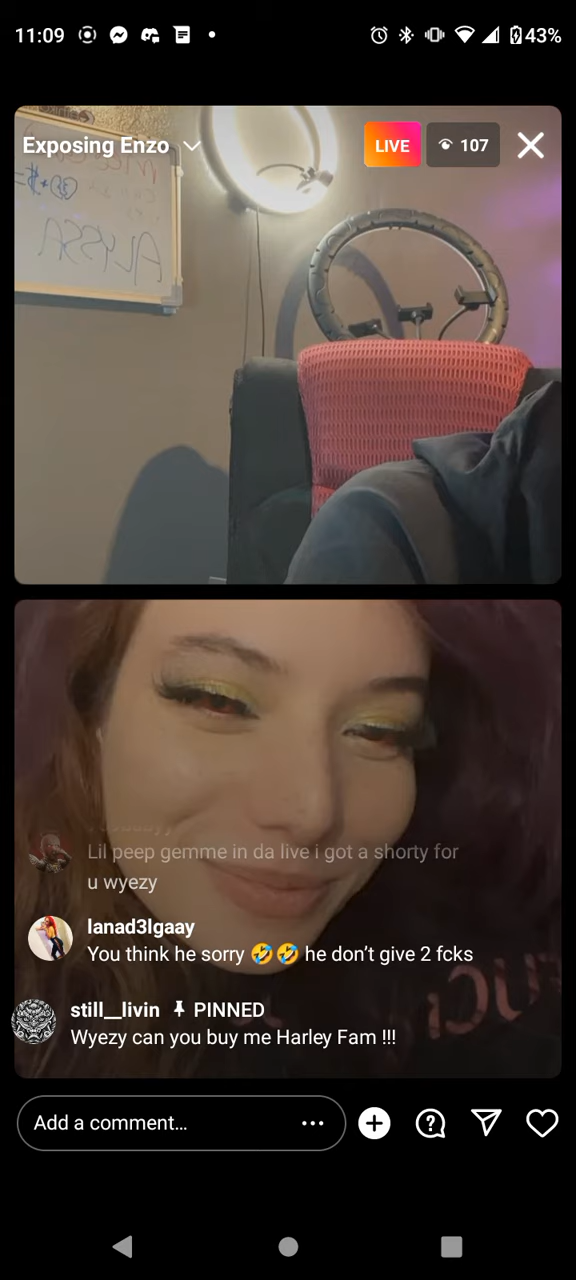 11:09
43%
Exposing Enzo
LIVE
107
ALYSSA
Lil peep gemme in da live i got a shorty for
u wyezy
lanad3lgaay
You think he sorry 🤣🤣 he don’t give 2 fcks
still__livin PINNED
Wyezy can you buy me Harley Fam !!!
Add a comment…